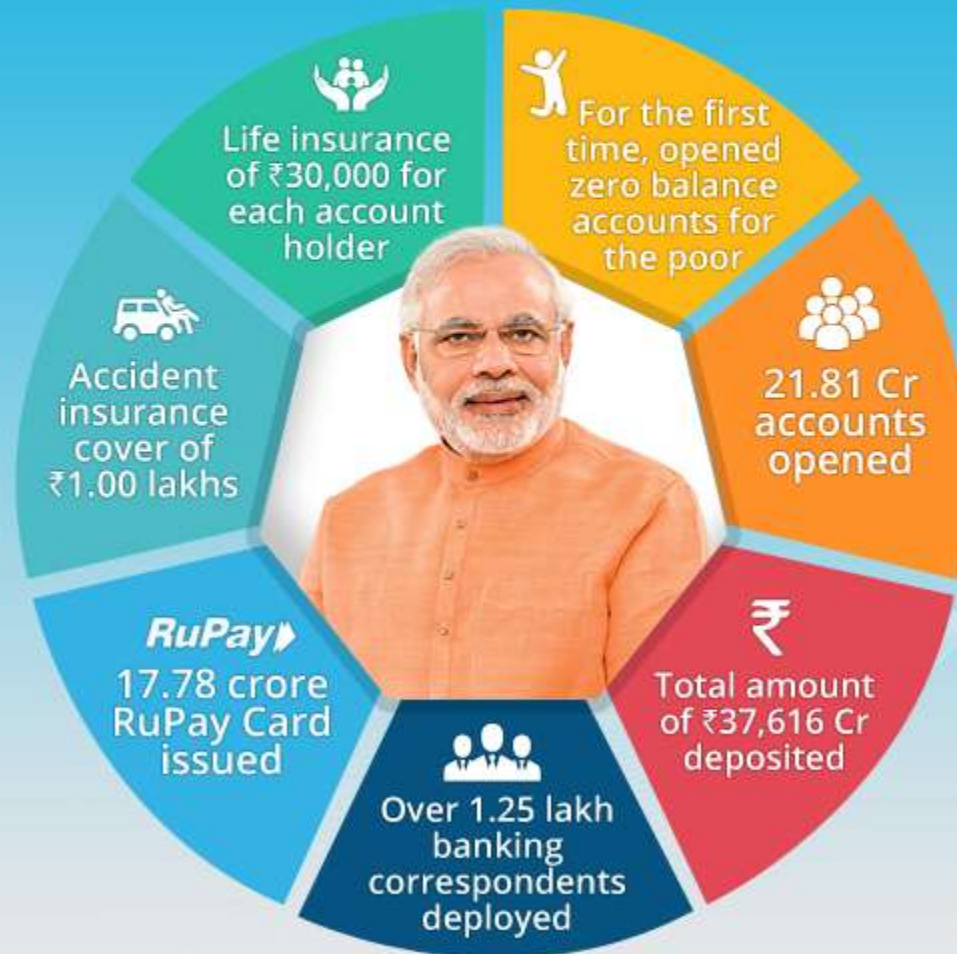 For the first
time, opened
zero balance
accounts for
the poor
21.81 Cr
accounts
opened
₹
Total amount
of ₹37,616 Cr
deposited
Over 1.25 lakh
banking
correspondents
deployed
RuPay
17.78 crore
RuPay Card
issued
Accident
insurance
cover of
₹1.00 lakhs
Life insurance
of ₹30,000 for
each account
holder